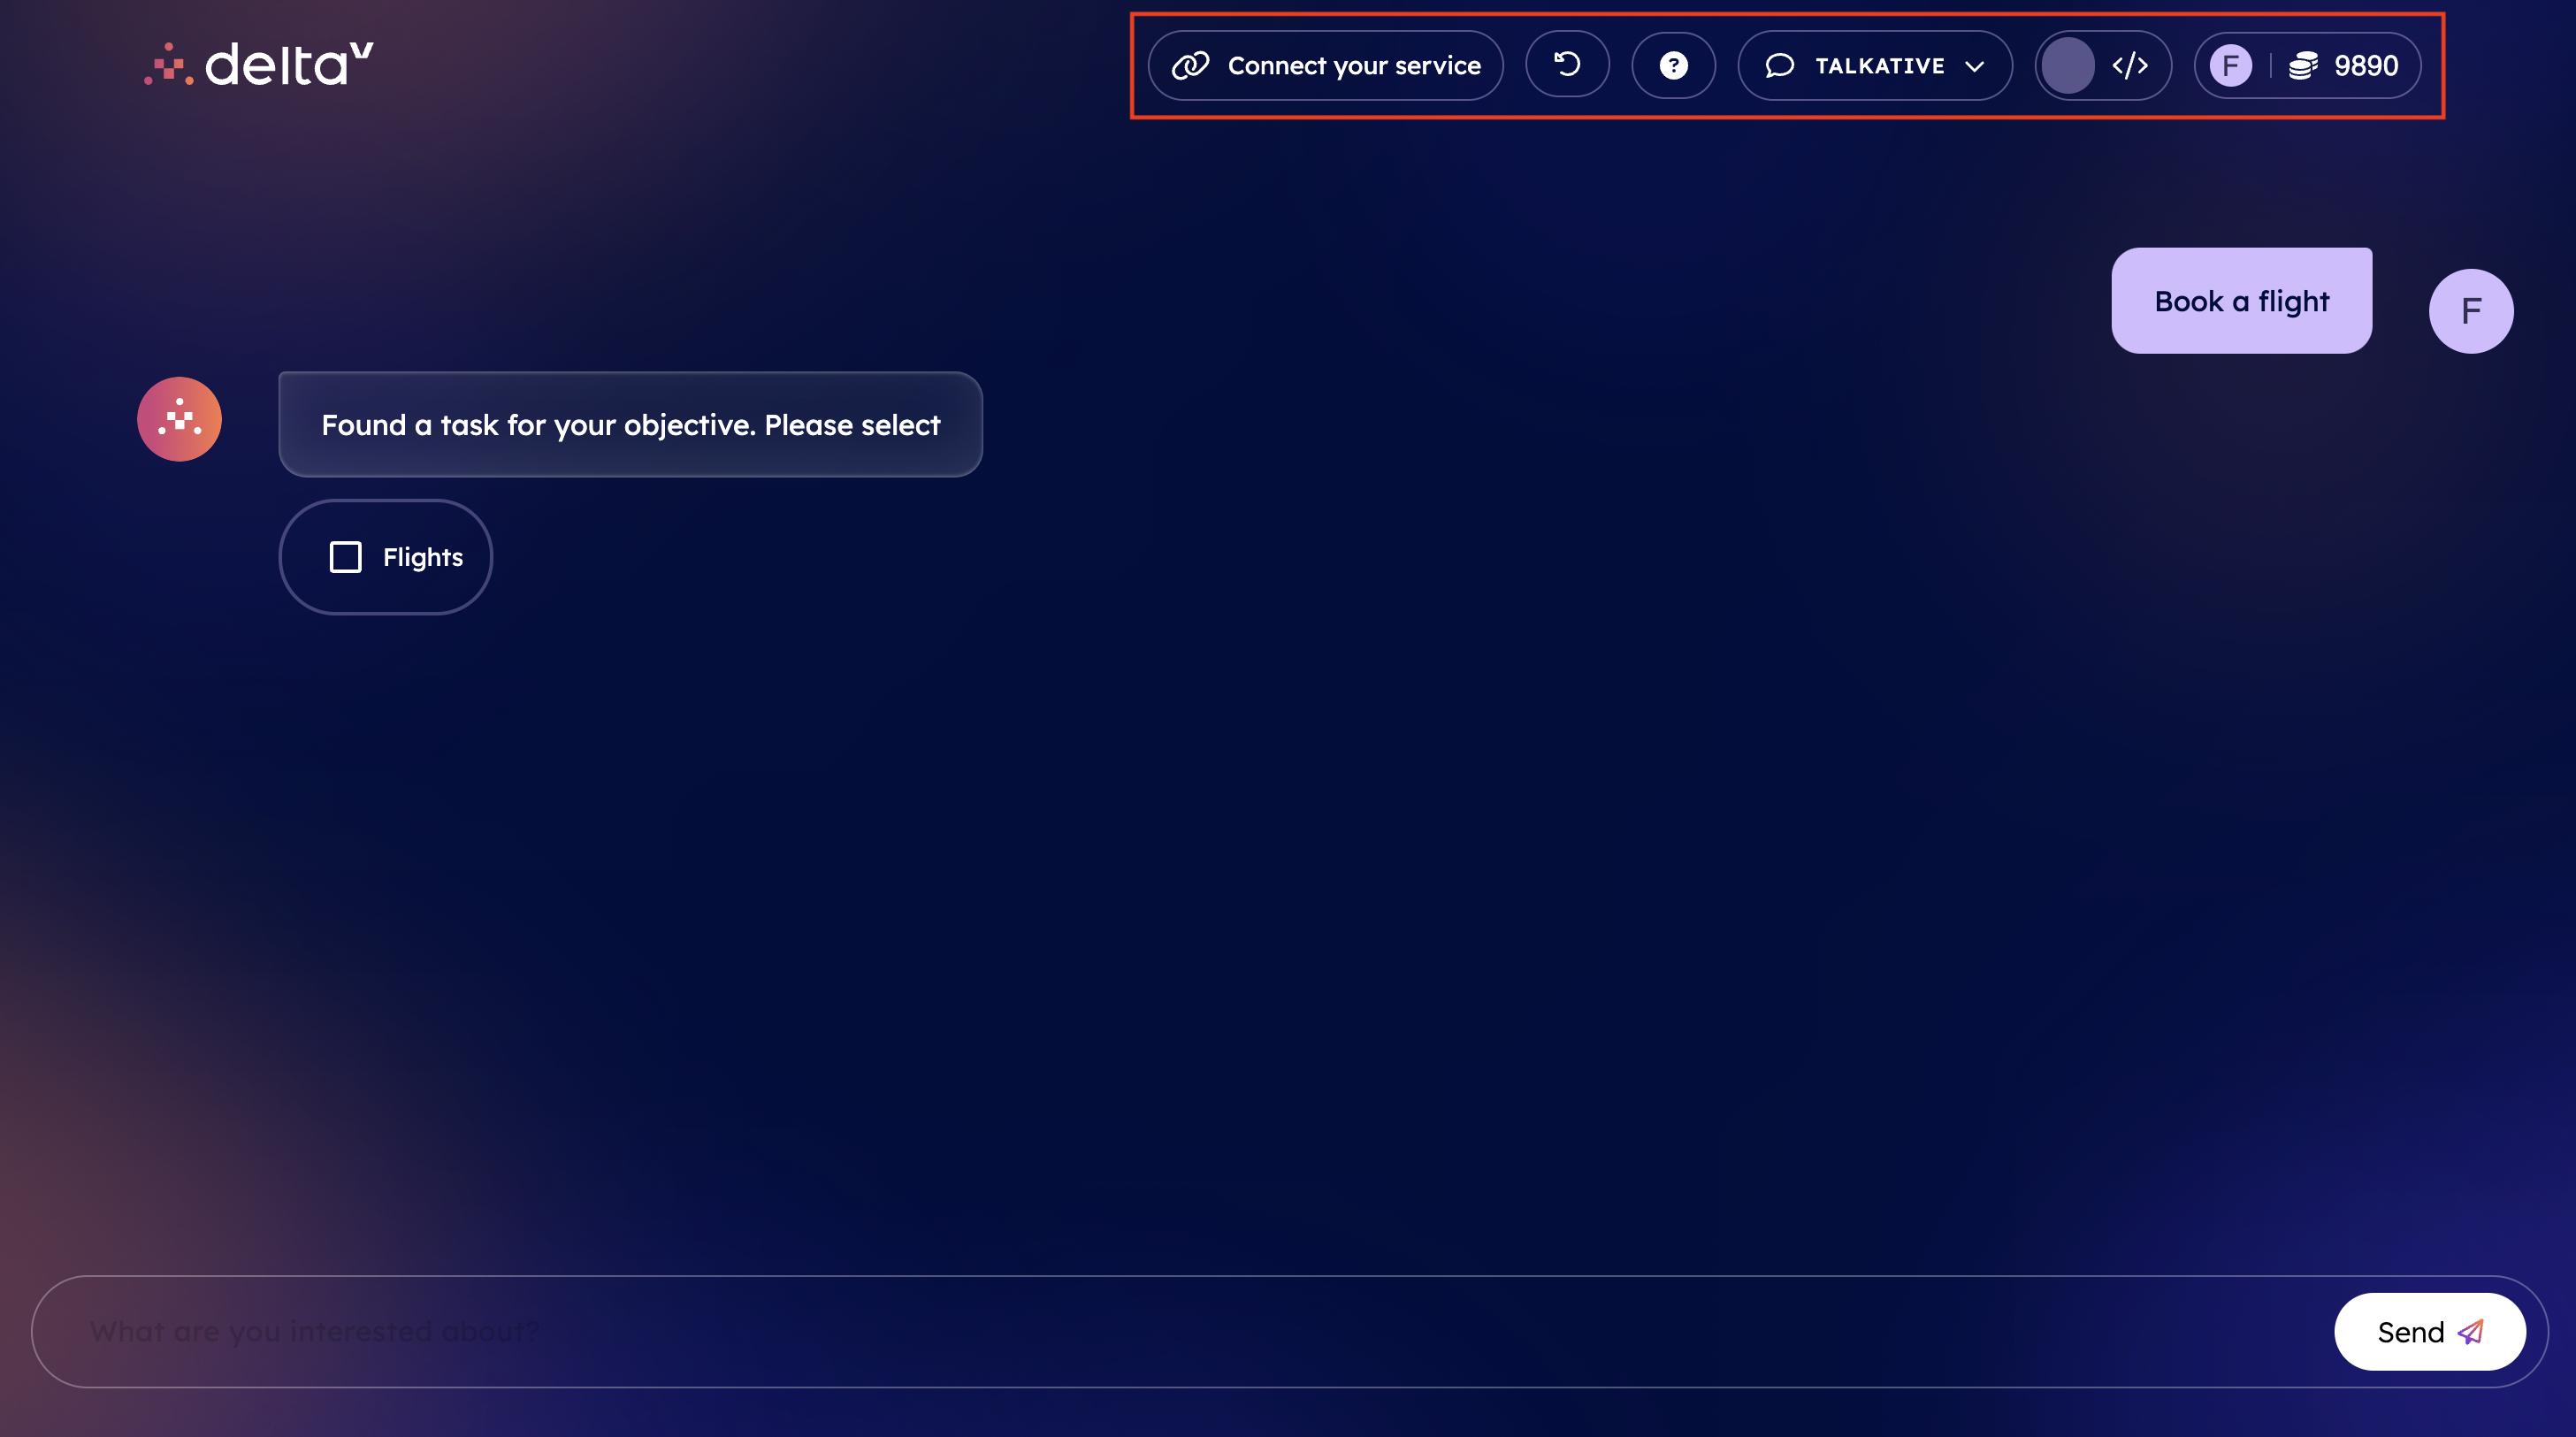 deltaV
Connect your service
?
TALKATIVE
</>
F
9890
Book a flight
F
Found a task for your objective. Please select
Flights
What are you interested about?
Send